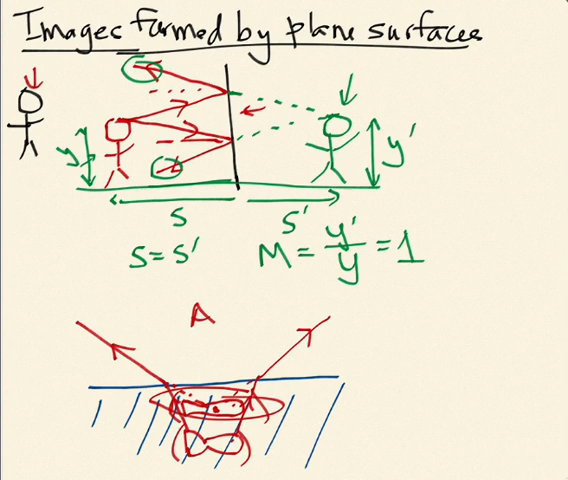 Images formed by plane surfaces
y
y'
s
s'
s = s'
M = y'/y = 1
A